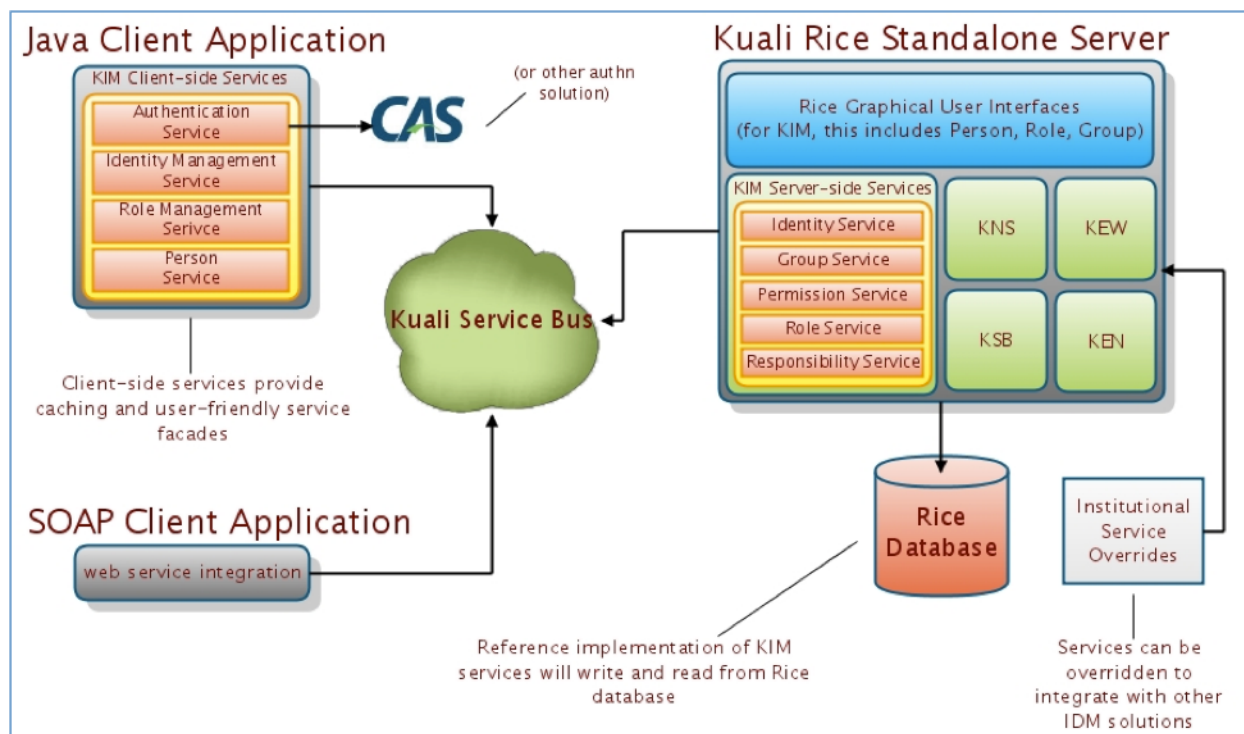 Java Client Application
KIM Client-side Services
Authentication
Service
Identity Management
Service
Role Management
Serivce
Person
Service
CAS
(or other authn
solution)
Client-side services provide
caching and user-friendly service
facades
Kuali Service Bus
SOAP Client Application
web service integration
Kuali Rice Standalone Server
Rice Graphical User Interfaces
(for KIM, this includes Person, Role, Group)
KIM Server-side Services
Identity Service
Group Service
Permission Service
Role Service
Responsibility Service
KNS
KEW
KSB
KEN
Rice
Database
Institutional
Service
Overrides
Reference implementation of KIM
services will write and read from Rice
database
Services can be
overridden to
integrate with other
IDM solutions